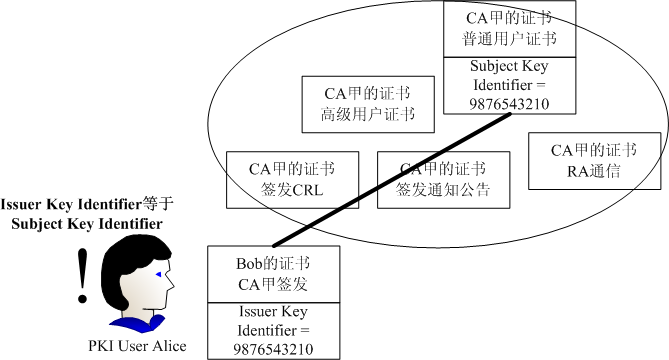 CA甲的证书
普通用户证书
Subject Key
Identifier =
9876543210
CA甲的证书
高级用户证书
CA甲的证书
签发CRL
CA甲的证书
签发通知公告
CA甲的证书
RA通信
Issuer Key Identifier等于
Subject Key Identifier
!
PKI User Alice
Bob的证书
CA甲签发
Issuer Key
Identifier =
9876543210